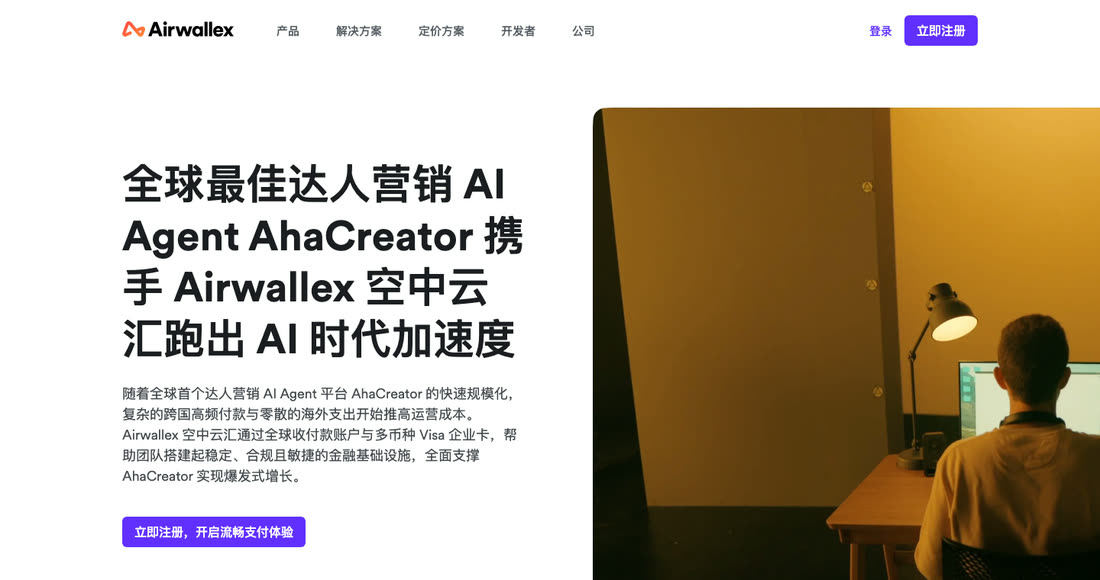 Airwallex
产品
解决方案
定价方案
开发者
公司
登录
立即注册
全球最佳达人营销 AI
Agent AhaCreator 携
手 Airwallex 空中云
汇跑出 AI 时代加速度
随着全球首个达人营销 AI Agent 平台 AhaCreator 的快速规模化，
复杂的跨国高频付款与零散的海外支出开始推高运营成本。
Airwallex 空中云汇通过全球收付款账户与多币种 Visa 企业卡，帮
助团队搭建起稳定、合规且敏捷的金融基础设施，全面支撑
AhaCreator 实现爆发式增长。
立即注册，开启流畅支付体验